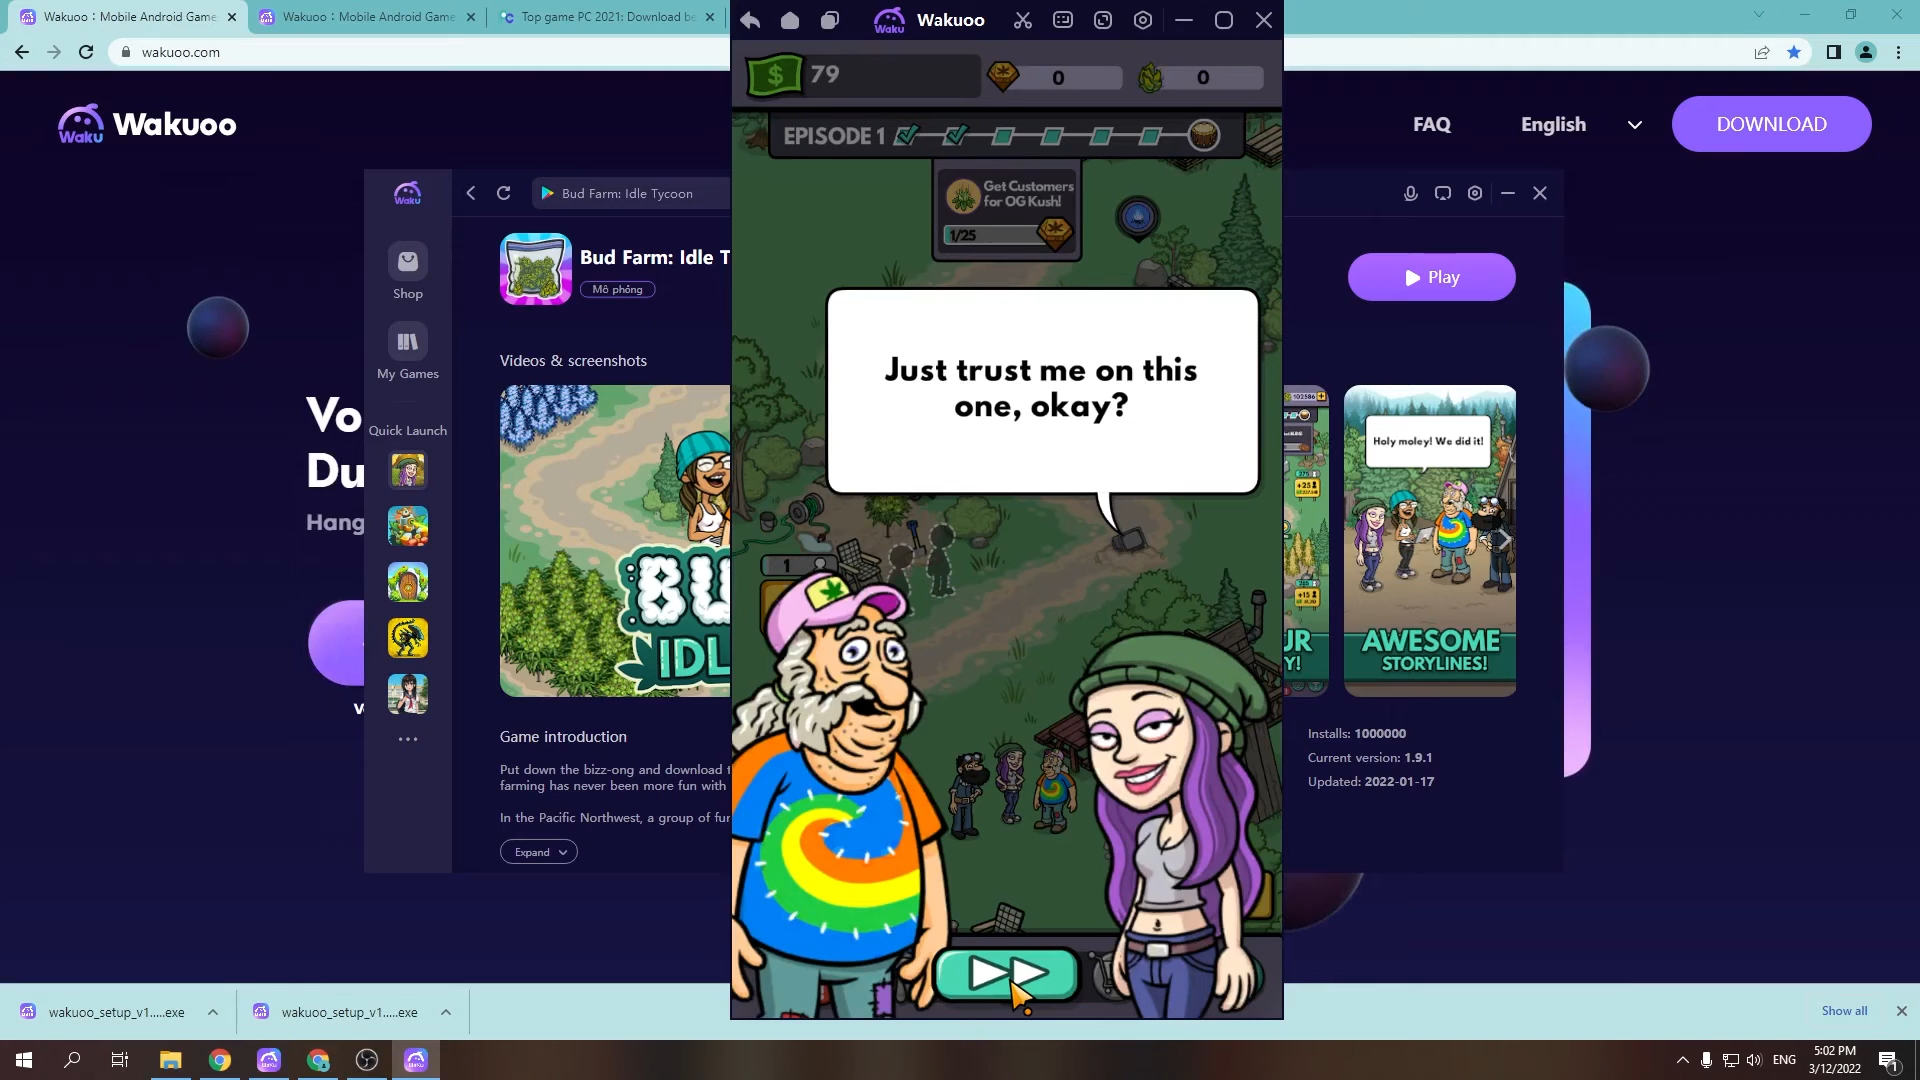 Wakuoo : Mobile Android Game
Wakuoo : Mobile Android Game
Top game PC 2021: Download be
wakuoo.com
Waku Wakuoo
FAQ
English
DOWNLOAD
Waku
Bud Farm: Idle Tycoon
Shop
My Games
Quick Launch
Bud Farm: Idle T
Mô phỏng
Play
Videos & screenshots
IDL
Holy moley! We did it!
AWESOME
STORYLINES!
Game introduction
Put down the bizz-ong and download
farming has never been more fun with
In the Pacific Northwest, a group of fu
Expand
Installs: 1000000
Current version: 1.9.1
Updated: 2022-01-17
Vo
Du
Hang
Waku Wakuoo
79
0
0
EPISODE 1
Get Customers
for OG Kush!
1/25
Just trust me on this
one, okay?
1
wakuoo_setup_v1.....exe
wakuoo_setup_v1.....exe
Show all
ENG
5:02 PM
3/12/2022
1